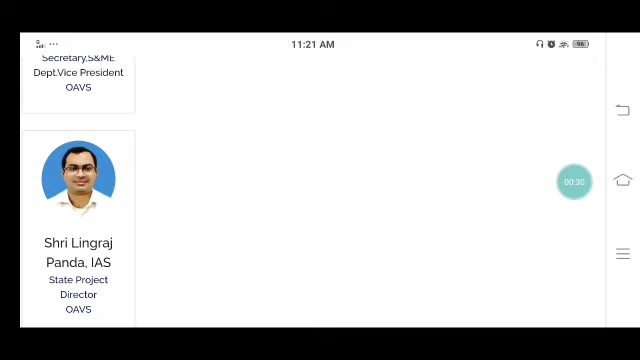 11:21 AM
96
Secretary,S&ME
Dept.Vice President
OAVS
00:30
Shri Lingraj
Panda, IAS
State Project
Director
OAVS